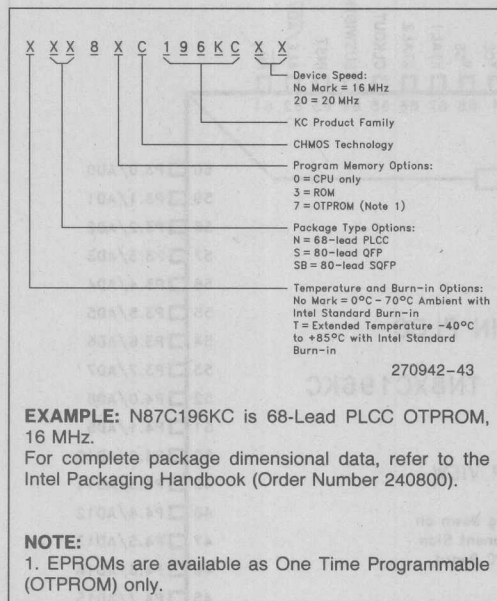 X X X 8 X C 1 9 6 K C X X
Device Speed:
No Mark = 16 MHz
20 = 20 MHz
KC Product Family
CHMOS Technology
Program Memory Options:
0 = CPU only
3 = ROM
7 = OTPROM (Note 1)
Package Type Options:
N = 68-lead PLCC
S = 80-lead QFP
SB = 80-lead SQFP
Temperature and Burn-in Options:
No Mark = 0°C - 70°C Ambient with
Intel Standard Burn-in
T = Extended Temperature -40°C
to +85°C with Intel Standard
Burn-in
270942-43
EXAMPLE: N87C196KC is 68-Lead PLCC OTPROM,
16 MHz.
For complete package dimensional data, refer to the
Intel Packaging Handbook (Order Number 240800).
NOTE:
1. EPROMs are available as One Time Programmable
(OTPROM) only.